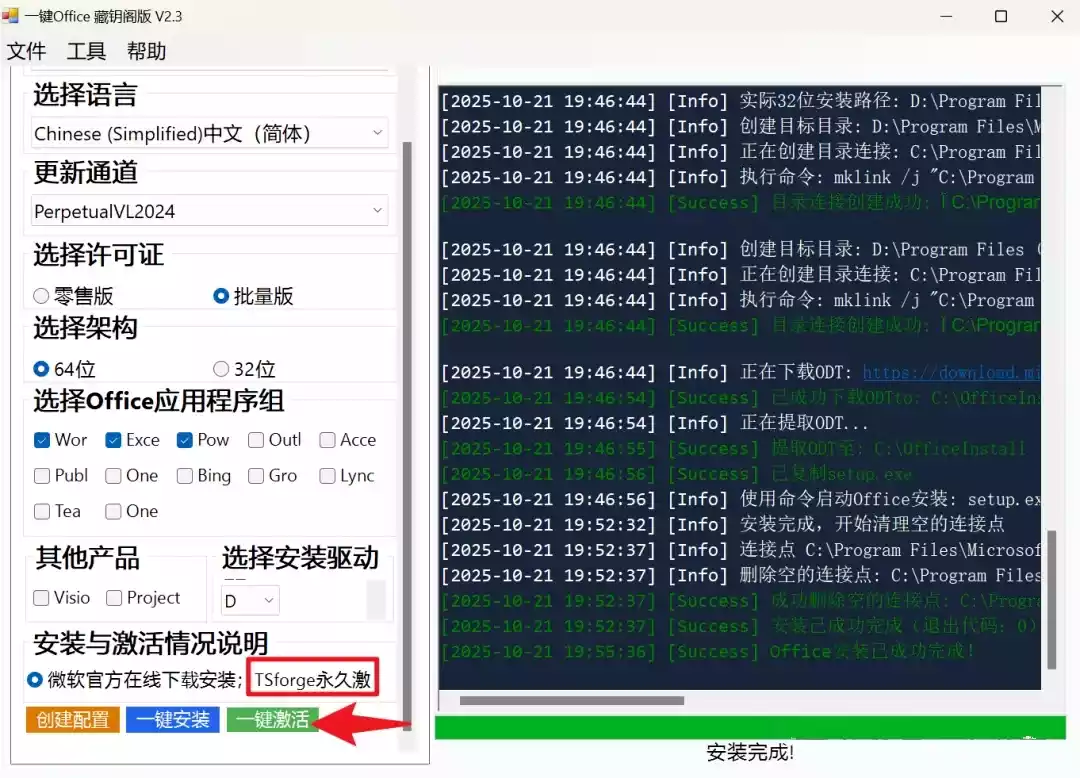 一键Office 藏钥阁版 V2.3
文件 工具 帮助
选择语言
Chinese (Simplified)中文（简体）
更新通道
PerpetualVL2024
选择许可证
零售版 批量版
选择架构
64位 32位
选择Office应用程序组
Wor Exce Pow Outl Acce
Publ One Bing Gro Lync
Tea One
其他产品 选择安装驱动
Visio Project D
安装与激活情况说明
微软官方在线下载安装; TSforge永久激
创建配置 一键安装 一键激活
[2025-10-21 19:46:44] [Info] 实际32位安装路径: D:\Program Fil
[2025-10-21 19:46:44] [Info] 创建目标目录: D:\Program Files\M
[2025-10-21 19:46:44] [Info] 正在创建目录连接: C:\Program Fil
[2025-10-21 19:46:44] [Info] 执行命令: mklink /j "C:\Program
[2025-10-21 19:46:44] [Success] 目录连接创建成功:「C:\Prograr
[2025-10-21 19:46:44] [Info] 创建目标目录: D:\Program Files (
[2025-10-21 19:46:44] [Info] 正在创建目录连接: C:\Program Fil
[2025-10-21 19:46:44] [Info] 执行命令: mklink /j "C:\Program
[2025-10-21 19:46:44] [Success] 目录连接创建成功:「C:\Prograr
[2025-10-21 19:46:44] [Info] 正在下载ODT: https://download.mi
[2025-10-21 19:46:54] [Success] 已成功下载ODTto: C:\OfficeIns
[2025-10-21 19:46:54] [Info] 正在提取ODT...
[2025-10-21 19:46:55] [Success] 提取ODT至: C:\OfficeInstall
[2025-10-21 19:46:56] [Success] 已复制setup.exe
[2025-10-21 19:46:56] [Info] 使用命令启动Office安装: setup.ex
[2025-10-21 19:52:32] [Info] 安装完成，开始清理空的连接点
[2025-10-21 19:52:37] [Info] 连接点 C:\Program Files\Microsof
[2025-10-21 19:52:37] [Info] 删除空的连接点: C:\Program Files
[2025-10-21 19:52:37] [Success] 成功删除空的连接点: C:\Progra
[2025-10-21 19:52:37] [Success] 安装已成功完成（退出代码: 0）
[2025-10-21 19:55:36] [Success] Office安装已成功完成!
安装完成!